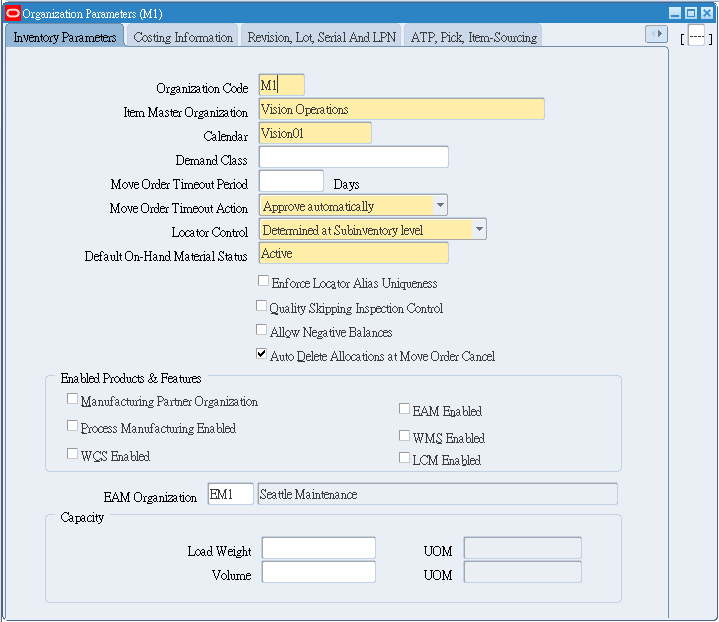 Organization Parameters (M1)
Inventory Parameters Costing Information Revision, Lot, Serial And LPN ATP, Pick, Item-Sourcing
[ ---- ]
Organization Code M1
Item Master Organization Vision Operations
Calendar Vision01
Demand Class
Move Order Timeout Period Days
Move Order Timeout Action Approve automatically
Locator Control Determined at Subinventory level
Default On-Hand Material Status Active
Enforce Locator Alias Uniqueness
Quality Skipping Inspection Control
Allow Negative Balances
Auto Delete Allocations at Move Order Cancel
Enabled Products & Features
Manufacturing Partner Organization
EAM Enabled
Process Manufacturing Enabled
WMS Enabled
WCS Enabled
LCM Enabled
EAM Organization EM1 Seattle Maintenance
Capacity
Load Weight UOM
Volume UOM